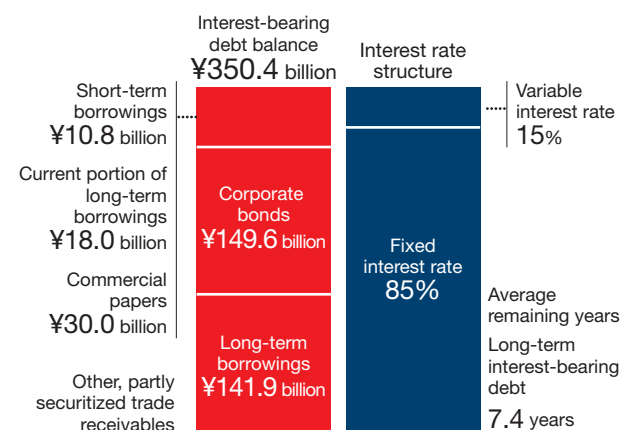 Interest-bearing
debt balance
¥350.4 billion
Interest rate
structure
Short-term
borrowings
¥10.8 billion
Current portion of
long-term
borrowings
¥18.0 billion
Commercial
papers
¥30.0 billion
Other, partly
securitized trade
receivables
Corporate
bonds
¥149.6 billion
Long-term
borrowings
¥141.9 billion
Fixed
interest rate
85%
Variable
interest rate
15%
Average
remaining years
Long-term
interest-bearing
debt
7.4 years